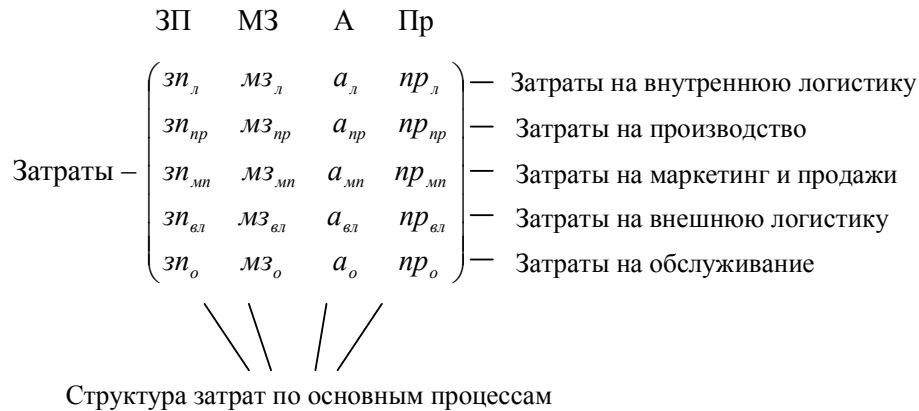 ЗП МЗ А Пр
зп_л мз_л а_л пр_л — Затраты на внутреннюю логистику
зп_пр мз_пр а_пр пр_пр — Затраты на производство
Затраты – зп_мп мз_мп а_мп пр_мп — Затраты на маркетинг и продажи
зп_вл мз_вл а_вл пр_вл — Затраты на внешнюю логистику
зп_о мз_о а_о пр_о — Затраты на обслуживание
Структура затрат по основным процессам